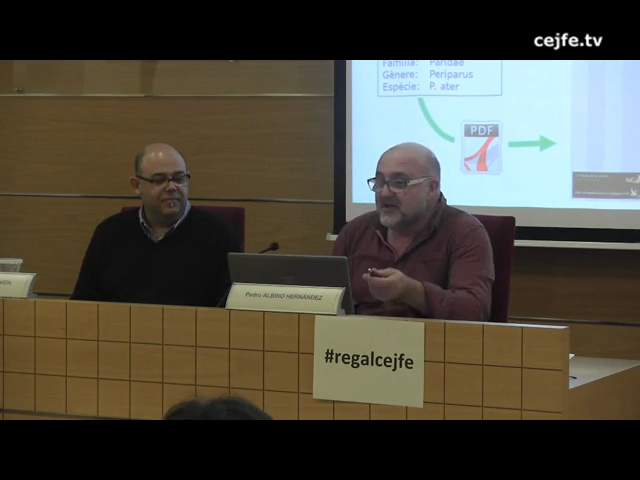 cejfe.tv
Família: Paridae
Gènere: Periparus
Espècie: P. ater
PDF
Pedro ALBINO HERNÁNDEZ
#regalcejfe